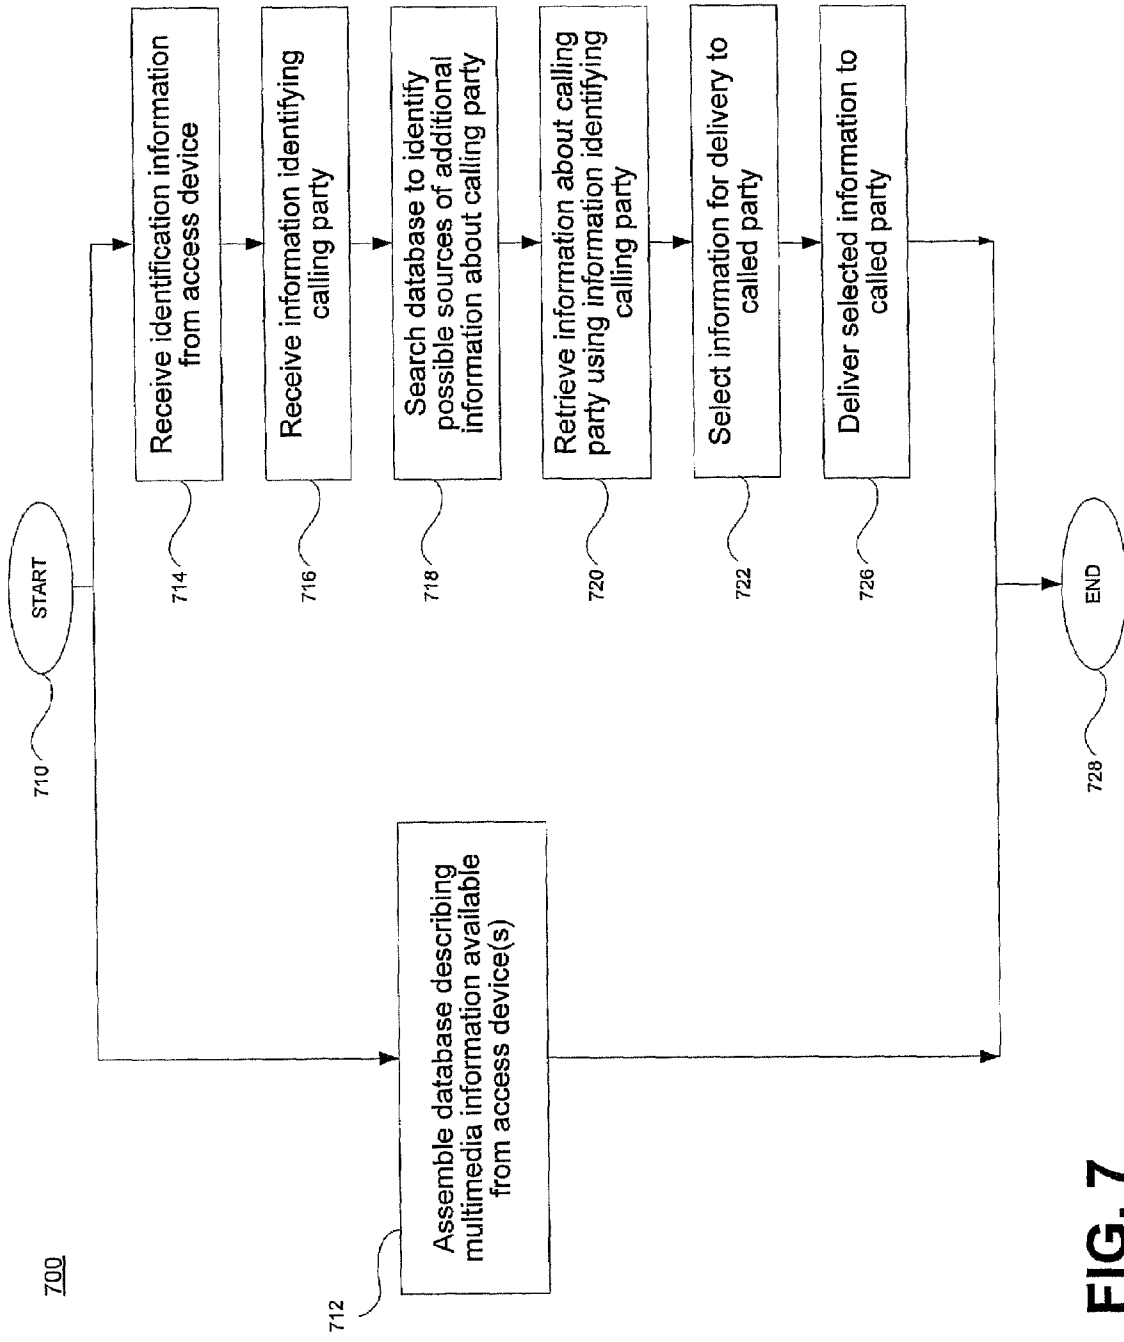 700
START
710
Assemble database describing
multimedia information available
from access device(s)
712
Receive identification information
from access device
714
Receive information identifying
calling party
716
Search database to identify
possible sources of additional
information about calling party
718
Retrieve information about calling
party using information identifying
calling party
720
Select information for delivery to
called party
722
Deliver selected information to
called party
726
END
728
FIG. 7